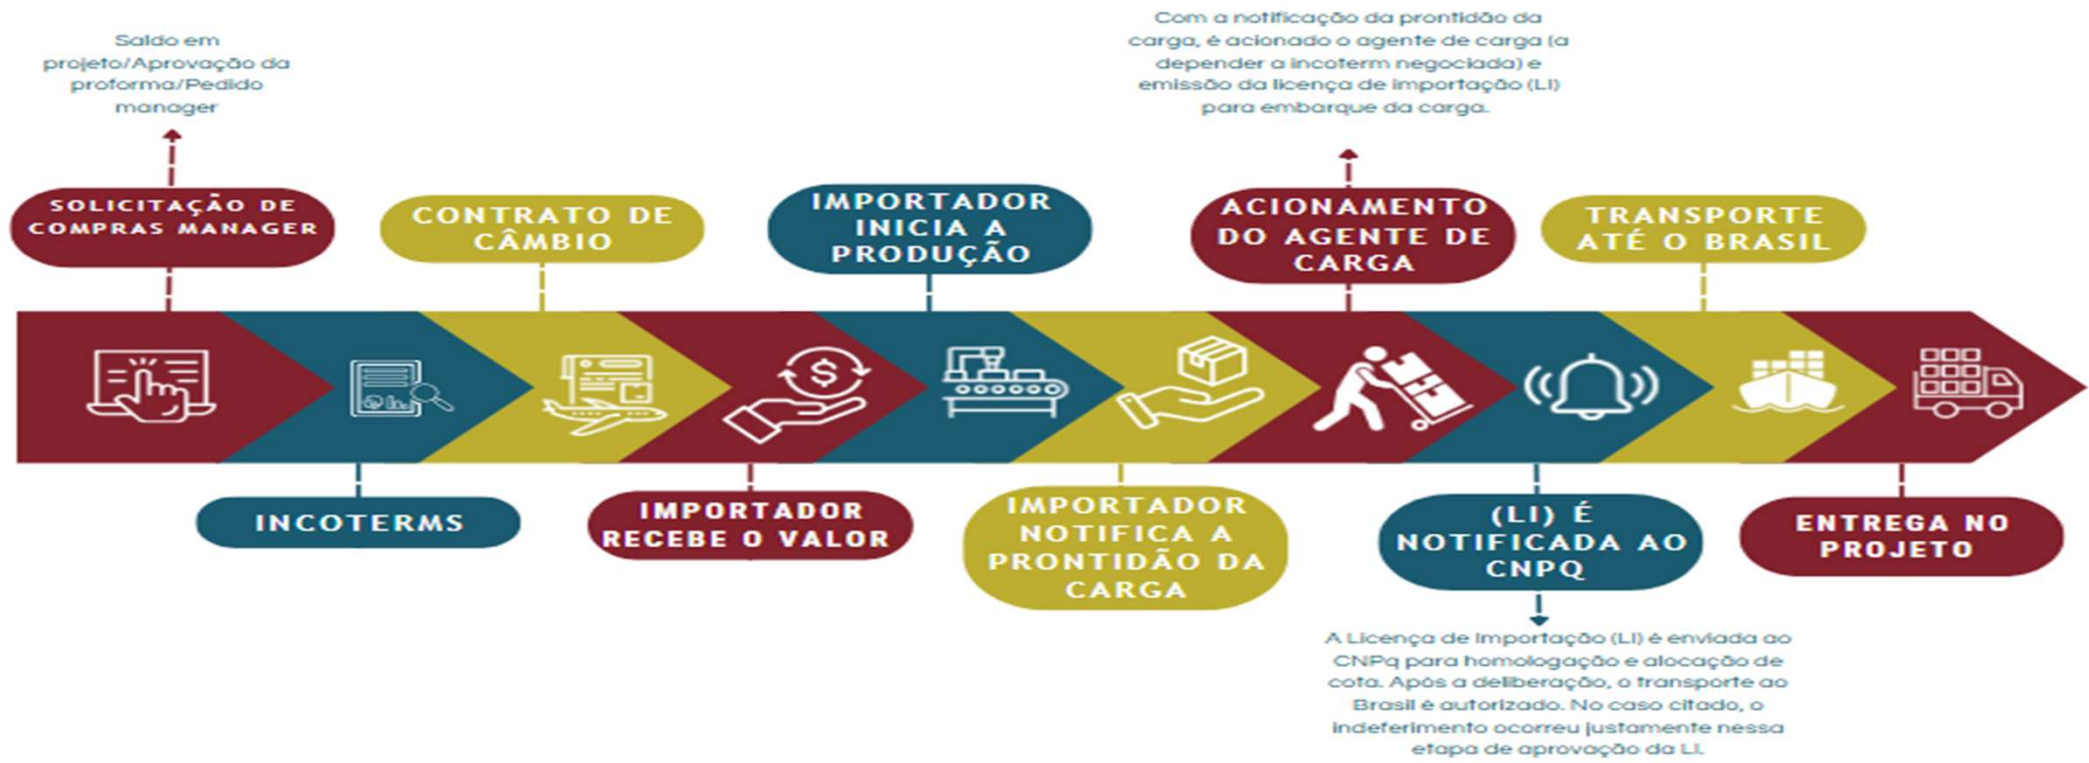 Saldo em
projeto/Aprovação da
proforma/Pedido
manager
SOLICITAÇÃO DE
COMPRAS MANAGER
INCOTERMS
CONTRATO DE
CÂMBIO
IMPORTADOR
RECEBE O VALOR
IMPORTADOR
INICIA A
PRODUÇÃO
IMPORTADOR
NOTIFICA A
PRONTIDÃO DA
CARGA
Com a notificação da prontidão da
carga, é acionado o agente de carga (a
depender a incoterm negociada) e
emissão da licença de importação (LI)
para embarque da carga.
ACIONAMENTO
DO AGENTE DE
CARGA
(LI) É
NOTIFICADA AO
CNPQ
A Licença de Importação (LI) é enviada ao
CNPq para homologação e alocação de
cota. Após a deliberação, o transporte ao
Brasil é autorizado. No caso citado, o
indeferimento ocorreu justamente nessa
etapa de aprovação da LI.
TRANSPORTE
ATÉ O BRASIL
ENTREGA NO
PROJETO